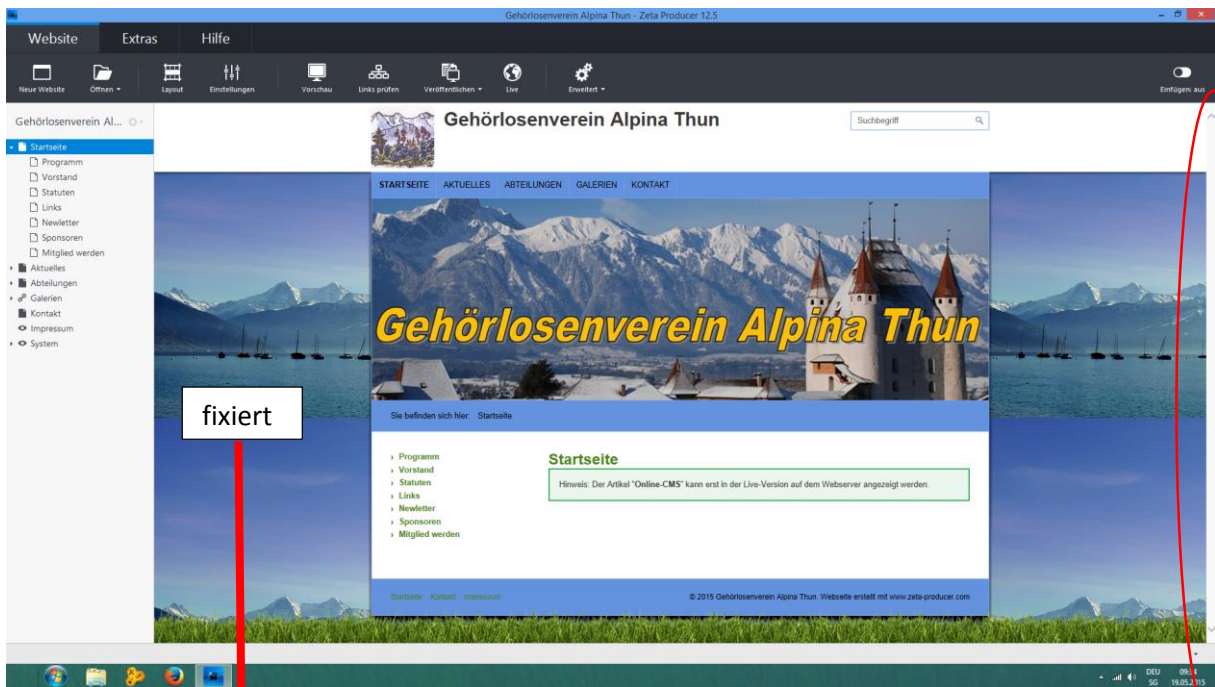 Gehörlosenverein Alpina Thun - Zeta Producer 12.5
Website Extras Hilfe
Neue Website Öffnen Layout Einstellungen Vorschau Links prüfen Veröffentlichen Live Erweitert Einfügen: aus
Gehörlosenverein Al...
Startseite
Programm
Vorstand
Statuten
Links
Newletter
Sponsoren
Mitglied werden
Aktuelles
Abteilungen
Galerien
Kontakt
Impressum
System
Gehörlosenverein Alpina Thun
Suchbegriff
STARTSEITE AKTUELLES ABTEILUNGEN GALERIEN KONTAKT
Gehörlosenverein Alpina Thun
Sie befinden sich hier: Startseite
fixiert
Programm
Vorstand
Statuten
Links
Newletter
Sponsoren
Mitglied werden
Startseite
Hinweis: Der Artikel "Online-CMS" kann erst in der Live-Version auf dem Webserver angezeigt werden.
Startseite Kontakt Impressum
© 2015 Gehörlosenverein Alpina Thun. Webseite erstellt mit www.zeta-producer.com
DEU
SG 19.05.2015